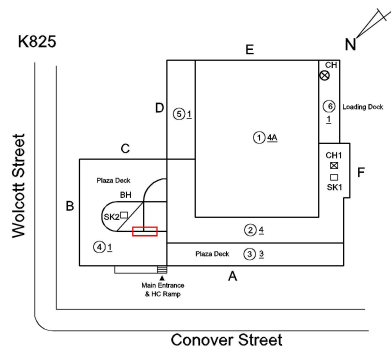 K825
E
N
CH
D
⑤ 1
⑥
1
Loading Dock
① 4A
Wolcott Street
C
CH1
SK1
F
Plaza Deck
B
BH
SK2
② 4
④ 1
Plaza Deck
③ 3
A
Main Entrance
& HC Ramp
Conover Street